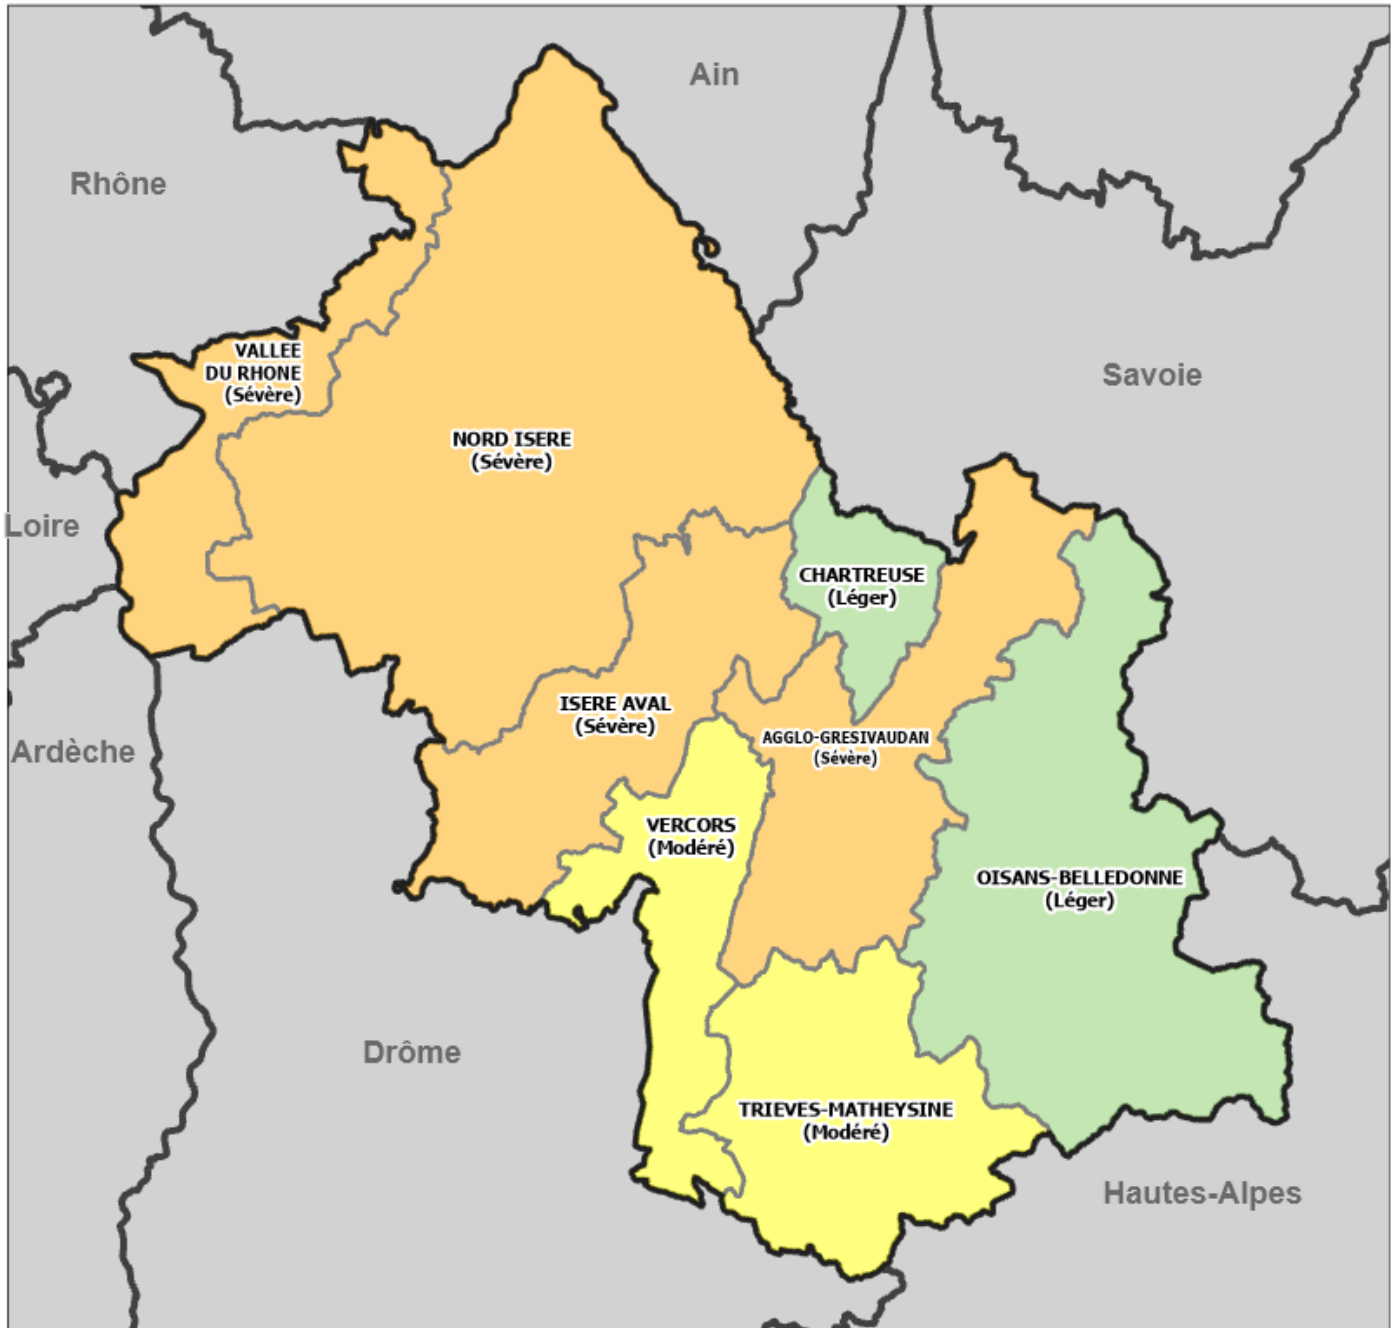 Ain
Rhône
VALLEE
DU RHONE
(Sévère)
Savoie
NORD ISERE
(Sévère)
Loire
CHARTREUSE
(Léger)
ISERE AVAL
(Sévère)
AGGLO-GRESIVAUDAN
(Sévère)
Ardèche
VERCORS
(Modéré)
OISANS-BELLEDONNE
(Léger)
Drôme
TRIEVES-MATHEYSINE
(Modéré)
Hautes-Alpes